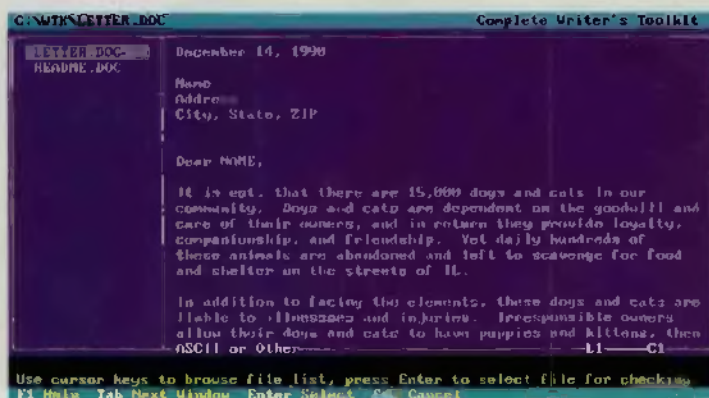 C:\WTK\LETTER.DOC Complete Writer's Toolkit
LETTER.DOC
README.DOC
December 14, 1990
Name
Address
City, State, ZIP
Dear NAME,
It is est. that there are 15,000 dogs and cats in our
community. Dogs and cats are dependent on the goodwill and
care of their owners, and in return they provide loyalty,
companionship, and friendship. Yet daily hundreds of
these animals are abandoned and left to scavenge for food
and shelter on the streets of IL.
In addition to facing the elements, these dogs and cats are
liable to illnesses and injuries. Irresponsible owners
allow their dogs and cats to have puppies and kittens, then
ASCII or Other L1 C1
Use cursor keys to browse file list, press Enter to select file for checking
F1 Help Tab Next Window Enter Select Cancel